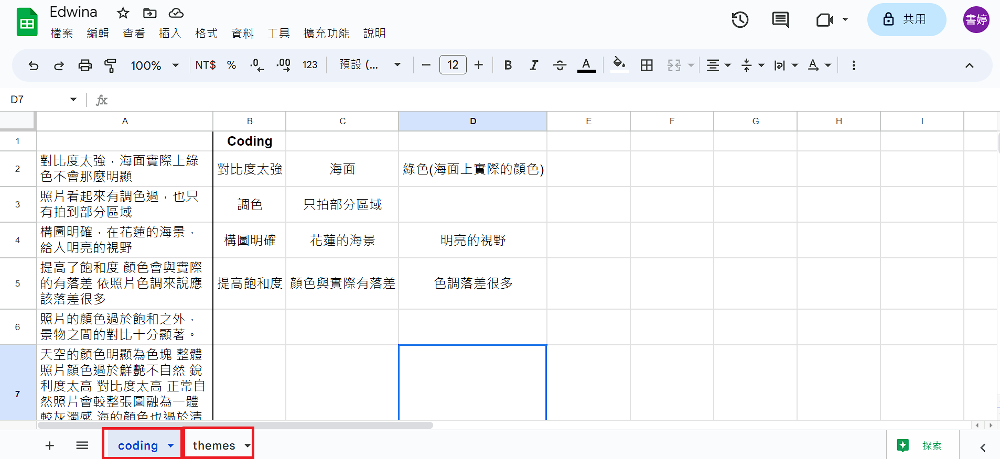 Edwina
檔案 編輯 查看 插入 格式 資料 工具 擴充功能 說明
共用
書婷
100% NT$ % .0 .00 123 預設 (... 12 B I S A A
D7 fx
A B C D E F G H I
1 Coding
2 對比度太強，海面實際上綠
色不會那麼明顯 對比度太強 海面 綠色(海面上實際的顏色)
3 照片看起來有調色過，也只
有拍到部分區域 調色 只拍部分區域
4 構圖明確，在花蓮的海景，
給人明亮的視野 構圖明確 花蓮的海景 明亮的視野
5 提高了飽和度 顏色會與實際
的有落差 依照片色調來說應
該落差很多 提高飽和度 顏色與實際有落差 色調落差很多
6 照片的顏色過於飽和之外，
景物之間的對比十分顯著。
7 天空的顏色明顯為色塊 整體
照片顏色過於鮮艷不自然 銳
利度太高 對比度太高 正常自
然照片會較整張圖融為一體
較灰濁感 海的顏色也過於清
coding themes 探索